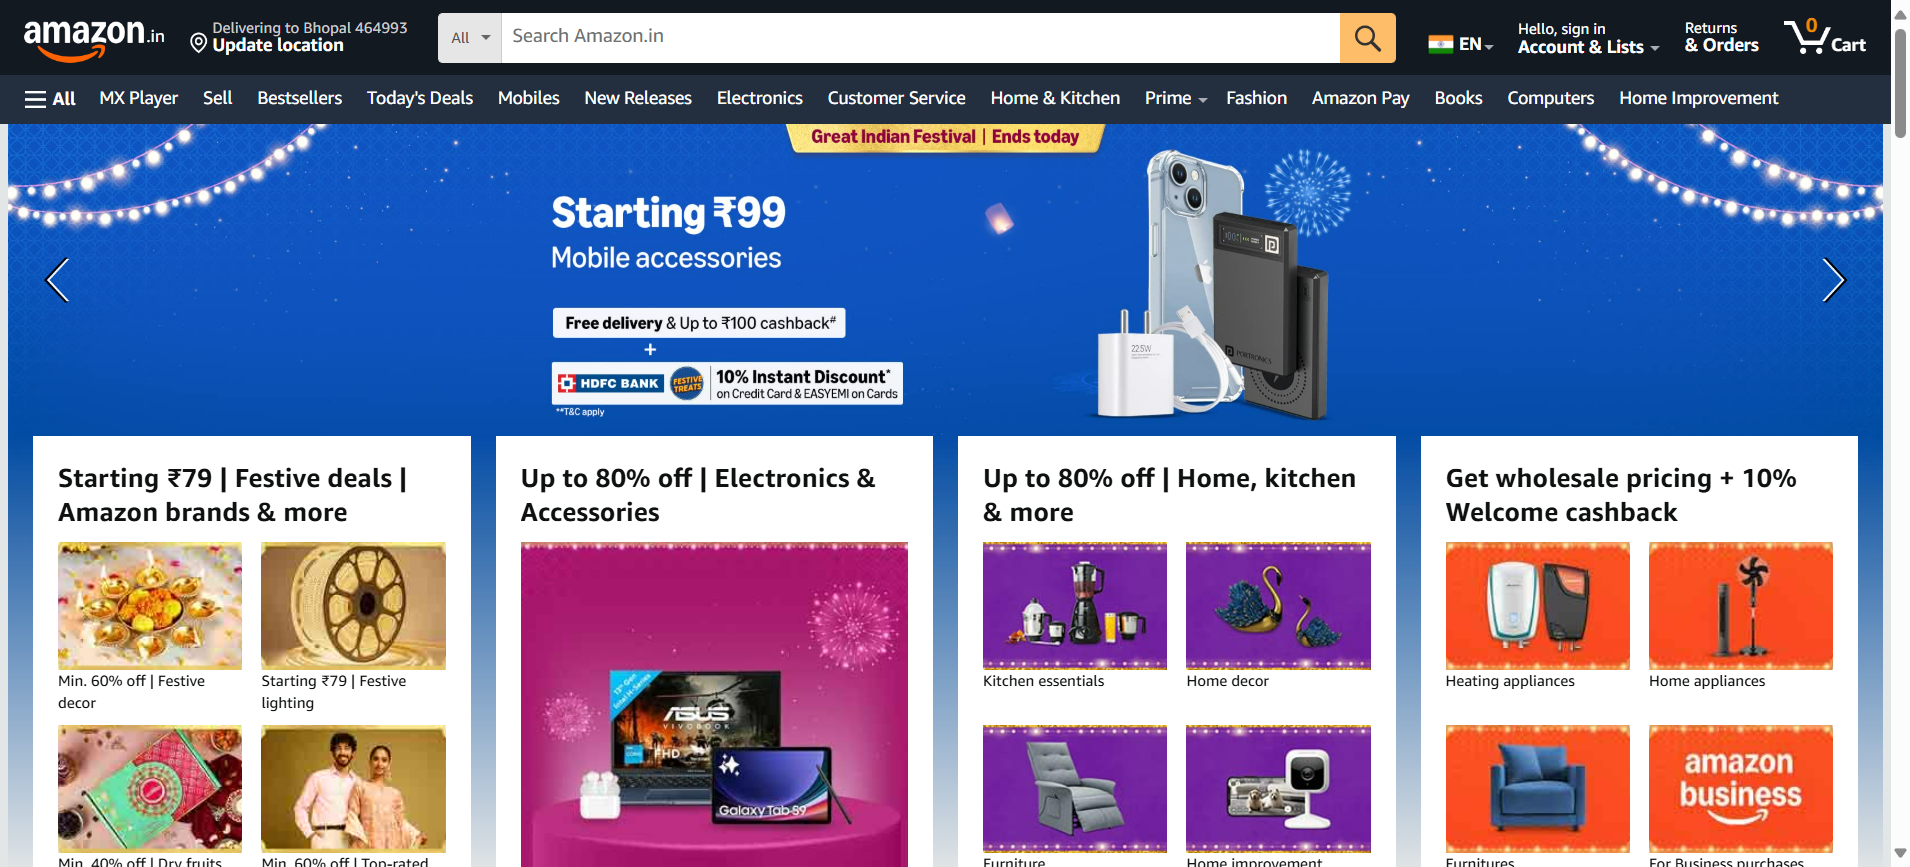 amazon.in
Delivering to Bhopal 464993
Update location
All
Search Amazon.in
EN
Hello, sign in
Account & Lists
Returns
& Orders
0
Cart
All
MX Player
Sell
Bestsellers
Today's Deals
Mobiles
New Releases
Electronics
Customer Service
Home & Kitchen
Prime
Fashion
Amazon Pay
Books
Computers
Home Improvement
Great Indian Festival | Ends today
Starting ₹99
Mobile accessories
Free delivery & Up to ₹100 cashback#
+
HDFC BANK
FESTIVE
TREATS
10% Instant Discount*
on Credit Card & EASYEMI on Cards
**T&C apply
22.5W
PORTRONICS
Starting ₹79 | Festive deals |
Amazon brands & more
Min. 60% off | Festive
decor
Starting ₹79 | Festive
lighting
Min. 40% off | Dry fruits
Min. 60% off | Top-rated
Up to 80% off | Electronics &
Accessories
13th Gen
Intel H-Series
ASUS
VIVOBOOK
FHD
Galaxy Tab S9
Up to 80% off | Home, kitchen
& more
Kitchen essentials
Home decor
Furniture
Home improvement
Get wholesale pricing + 10%
Welcome cashback
Heating appliances
Home appliances
amazon
business
Furnitures
For Business purchases